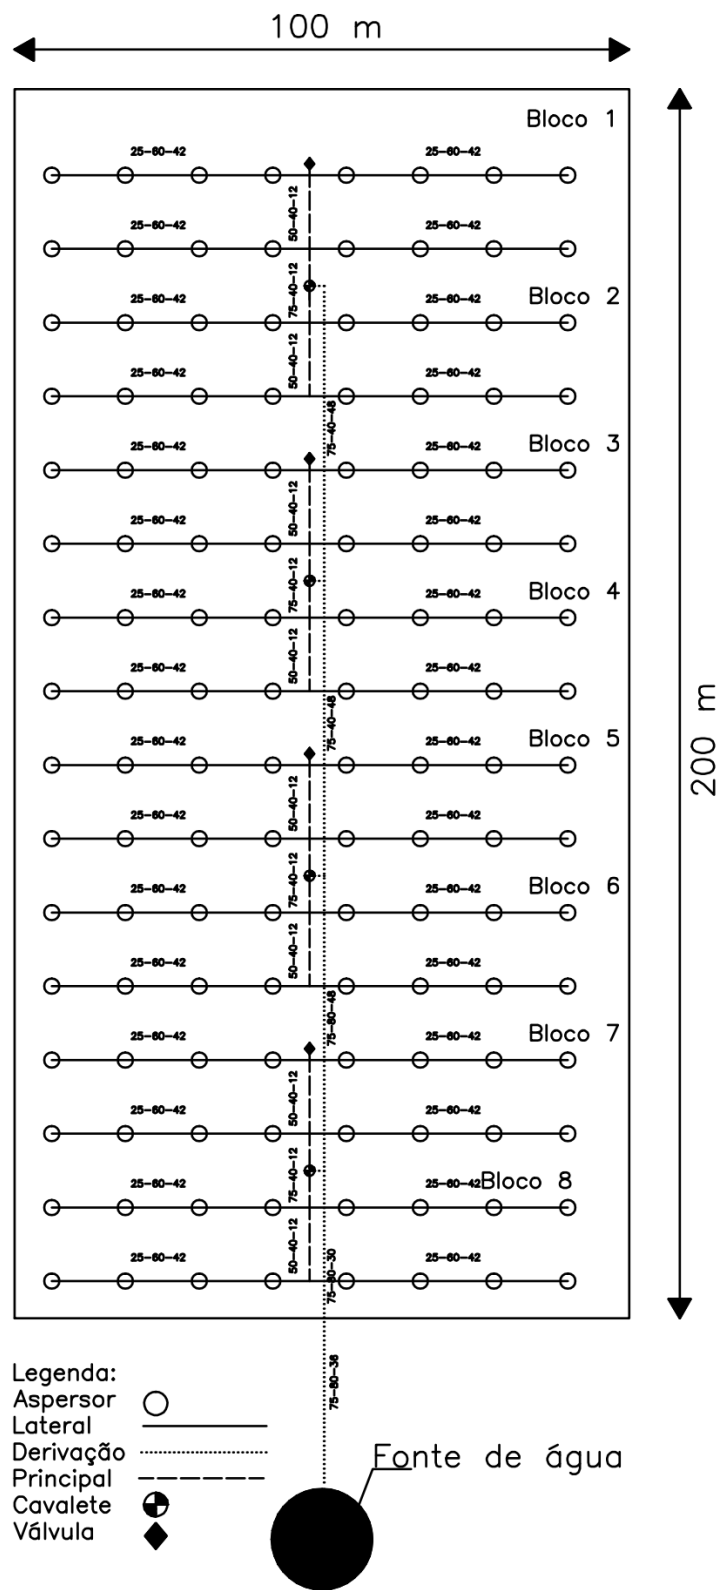 100 m
Bloco 1
25-60-42 25-60-42
50-40-12
25-60-42 25-60-42
75-40-12
Bloco 2
25-60-42 25-60-42
50-40-12
25-60-42 25-60-42
75-40-48
Bloco 3
25-60-42 25-60-42
50-40-12
25-60-42 25-60-42
75-40-12
Bloco 4
25-60-42 25-60-42
50-40-12
25-60-42 25-60-42
200 m
75-40-48
Bloco 5
25-60-42 25-60-42
50-40-12
25-60-42 25-60-42
75-40-12
Bloco 6
25-60-42 25-60-42
50-40-12
25-60-42 25-60-42
75-80-48
Bloco 7
25-60-42 25-60-42
50-40-12
25-60-42 25-60-42
75-40-12
25-60-42 25-60-42 Bloco 8
50-40-12
25-60-42 25-60-42
75-80-30
75-80-36
Legenda:
Aspersor
Lateral
Derivação
Principal
Cavalete
Válvula
Fonte de água